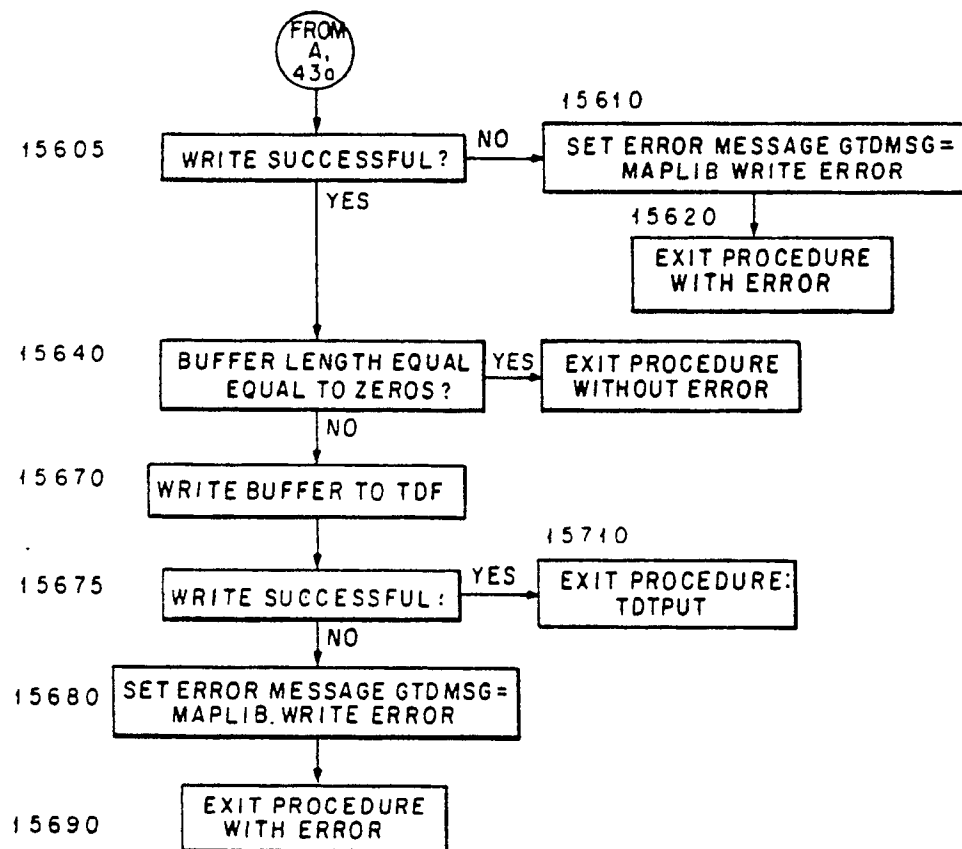 FROM
A,
43a
15605
WRITE SUCCESSFUL?
NO
15610
SET ERROR MESSAGE GTDMSG=
MAPLIB WRITE ERROR
YES
15620
EXIT PROCEDURE
WITH ERROR
15640
BUFFER LENGTH EQUAL
EQUAL TO ZEROS?
YES
EXIT PROCEDURE
WITHOUT ERROR
NO
15670
WRITE BUFFER TO TDF
15675
WRITE SUCCESSFUL:
YES
15710
EXIT PROCEDURE:
TDTPUT
NO
15680
SET ERROR MESSAGE GTDMSG=
MAPLIB. WRITE ERROR
15690
EXIT PROCEDURE
WITH ERROR